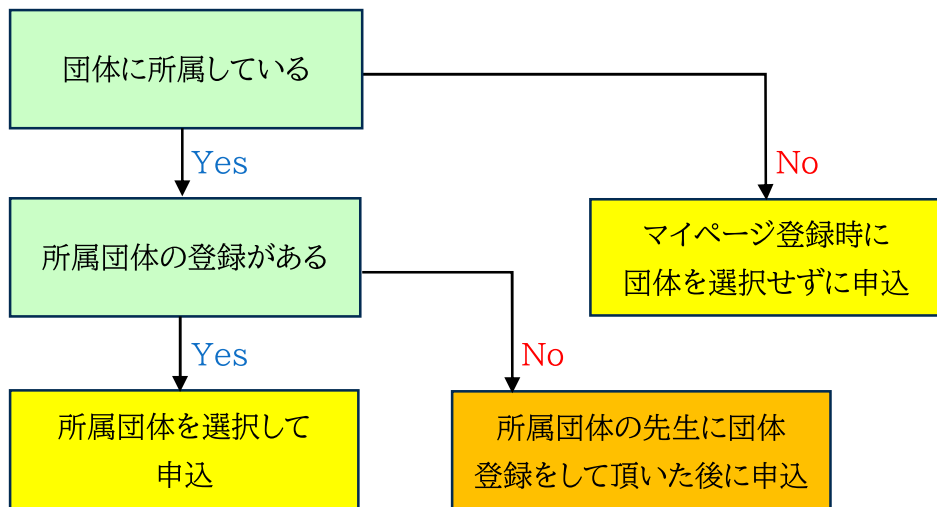 団体に所属している
Yes
No
所属団体の登録がある
マイページ登録時に
団体を選択せずに申込
Yes
No
所属団体を選択して
申込
所属団体の先生に団体
登録をして頂いた後に申込